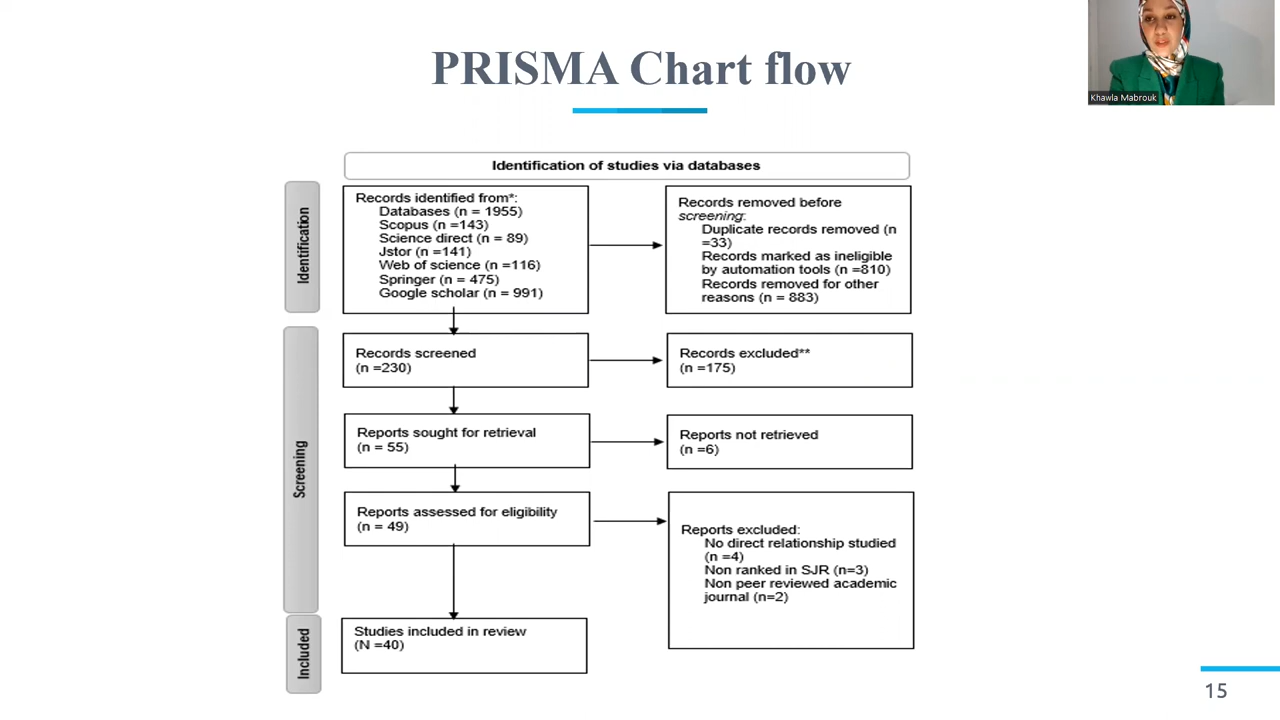 PRISMA Chart flow
Khawla Mabrouk
Identification of studies via databases
Identification
Records identified from*:
Databases (n = 1955)
Scopus (n =143)
Science direct (n = 89)
Jstor (n =141)
Web of science (n =116)
Springer (n = 475)
Google scholar (n = 991)
Records removed before
screening:
Duplicate records removed (n
=33)
Records marked as ineligible
by automation tools (n =810)
Records removed for other
reasons (n = 883)
Screening
Records screened
(n =230)
Records excluded**
(n =175)
Reports sought for retrieval
(n = 55)
Reports not retrieved
(n =6)
Reports assessed for eligibility
(n = 49)
Reports excluded:
No direct relationship studied
(n =4)
Non ranked in SJR (n=3)
Non peer reviewed academic
journal (n=2)
Included
Studies included in review
(N =40)
15